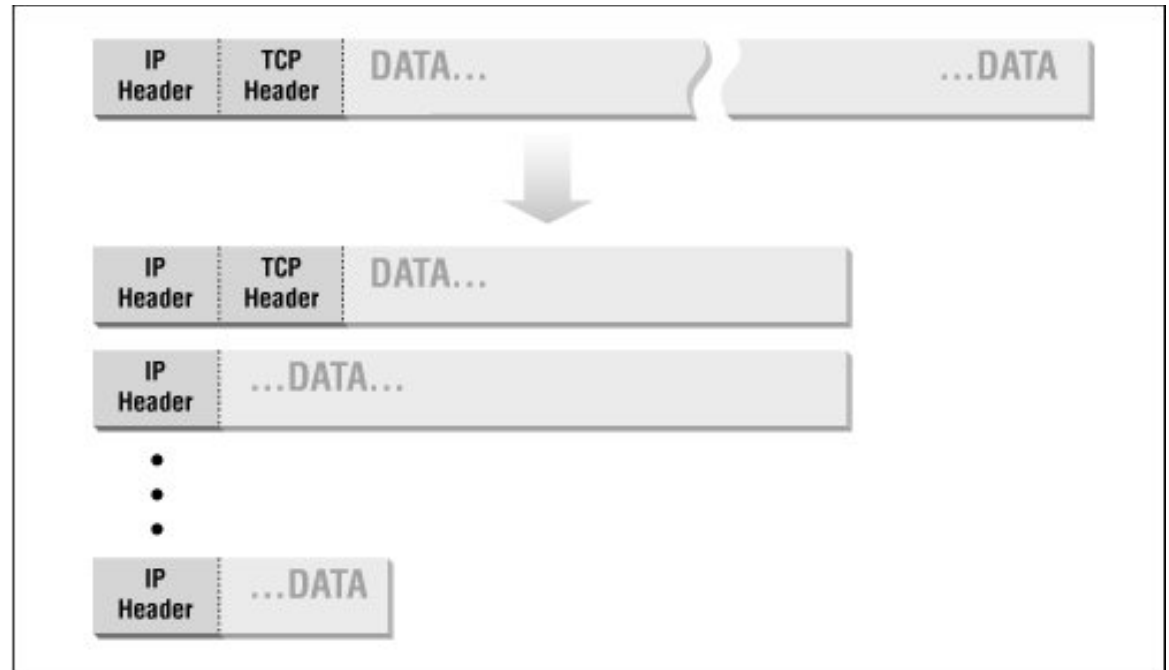 IP Header TCP Header DATA... ...DATA
IP Header TCP Header DATA...
IP Header ...DATA...
IP Header ...DATA